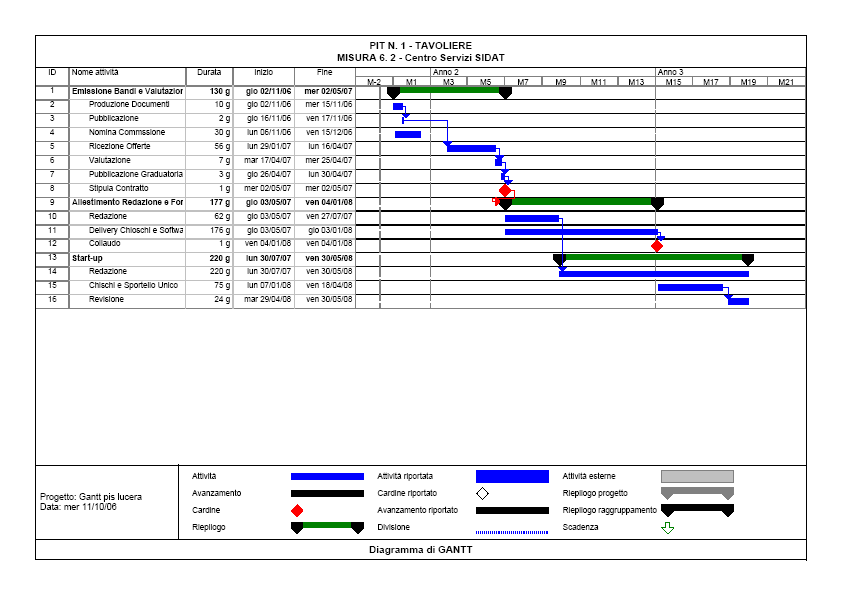 PIT N. 1 - TAVOLIERE
MISURA 6. 2 - Centro Servizi SIDAT
ID Nome attività Durata Inizio Fine Anno 2 Anno 3
M-2 M1 M3 M5 M7 M9 M11 M13 M15 M17 M19 M21
1 Emissione Bandi e Valutazior 130 g gio 02/11/06 mer 02/05/07
2 Produzione Documenti 10 g gio 02/11/06 mer 15/11/06
3 Pubblicazione 2 g gio 16/11/06 ven 17/11/06
4 Nomina Commssione 30 g lun 06/11/06 ven 15/12/06
5 Ricezione Offerte 56 g lun 29/01/07 lun 16/04/07
6 Valutazione 7 g mar 17/04/07 mer 25/04/07
7 Pubblicazione Graduatoria 3 g gio 26/04/07 lun 30/04/07
8 Stipula Contratto 1 g mer 02/05/07 mer 02/05/07
9 Allestimento Redazione e For 177 g gio 03/05/07 ven 04/01/08
10 Redazione 62 g gio 03/05/07 ven 27/07/07
11 Delivery Chioschi e Softwa 176 g gio 03/05/07 gio 03/01/08
12 Collaudo 1 g ven 04/01/08 ven 04/01/08
13 Start-up 220 g lun 30/07/07 ven 30/05/08
14 Redazione 220 g lun 30/07/07 ven 30/05/08
15 Chischi e Sportello Unico 75 g lun 07/01/08 ven 18/04/08
16 Revisione 24 g mar 29/04/08 ven 30/05/08
Progetto: Gantt pis lucera
Data: mer 11/10/06
Attività Attività riportata Attività esterne
Avanzamento Cardine riportato Riepilogo progetto
Cardine Avanzamento riportato Riepilogo raggruppamento
Riepilogo Divisione Scadenza
Diagramma di GANTT